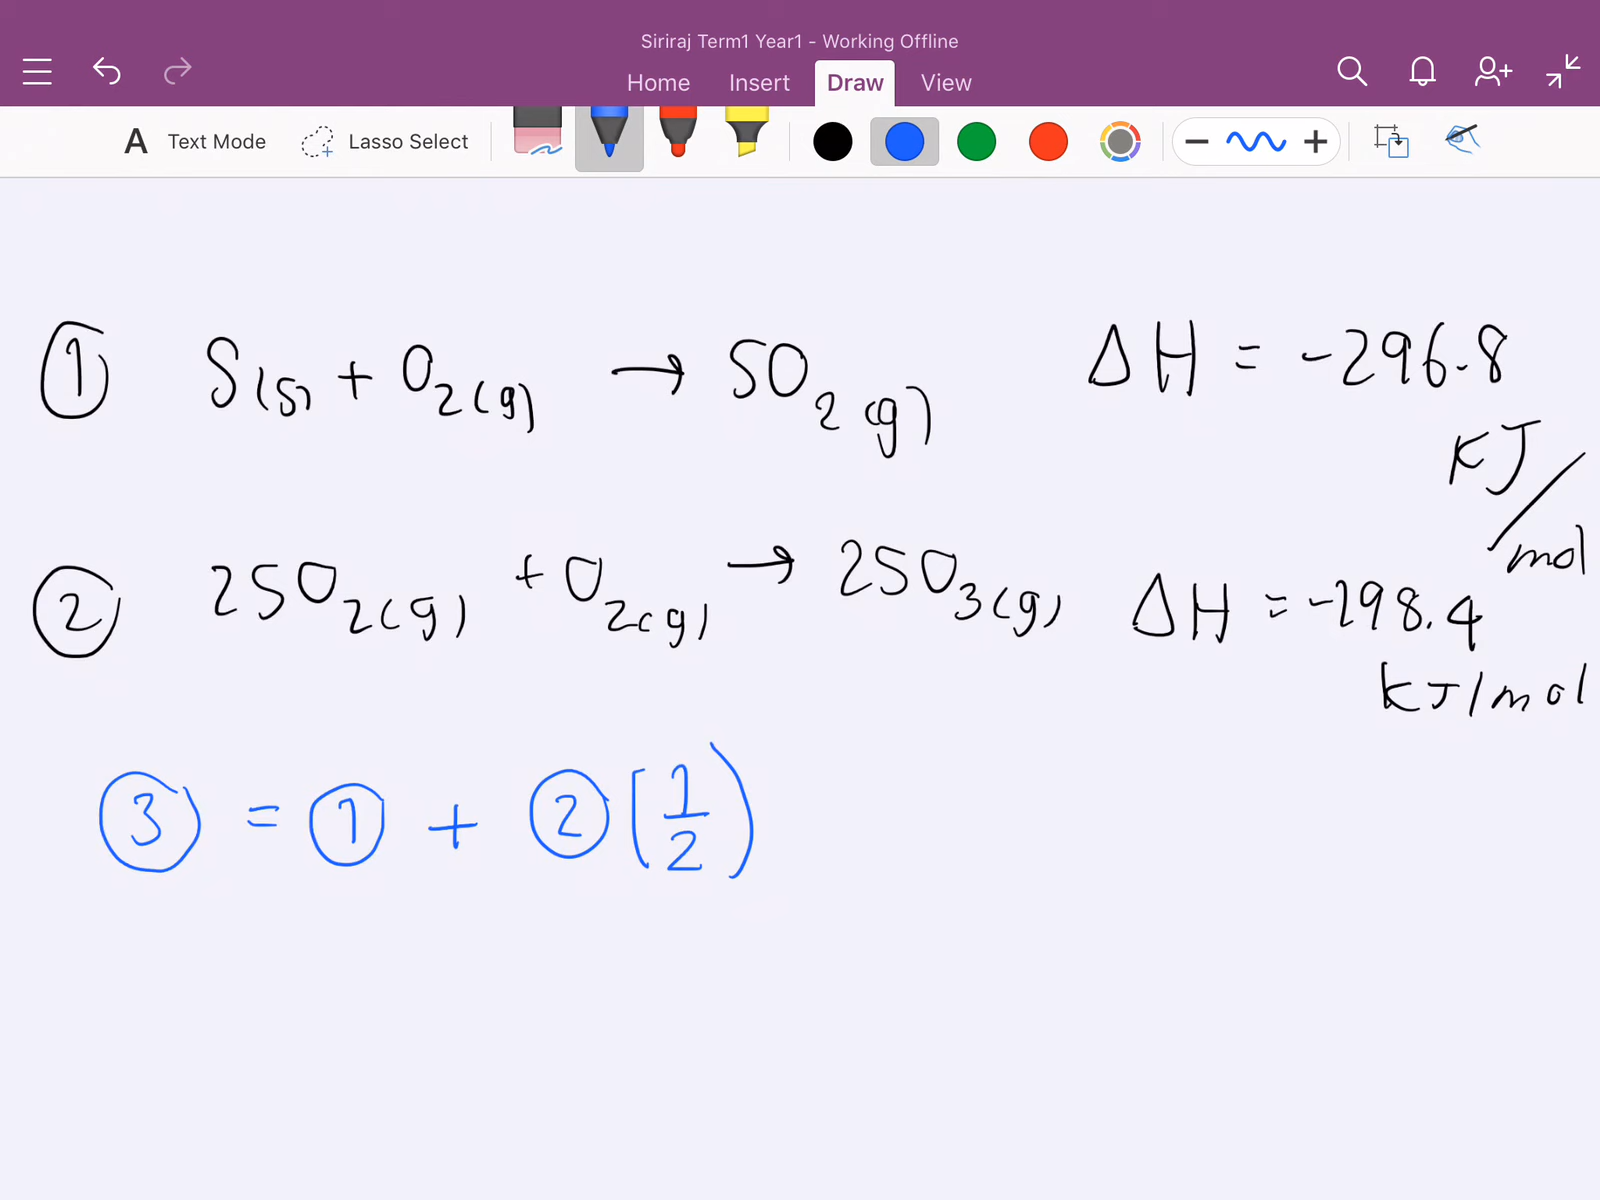 Siriraj Term1 Year1 - Working Offline
Home Insert Draw View
A Text Mode Lasso Select
① S(s) + O₂(g) → SO₂(g) ΔH = -296.8
KJ/mol
② 2SO₂(g) + O₂(g) → 2SO₃(g) ΔH = -198.4
KJ/mol
③ = ① + ② (1/2)